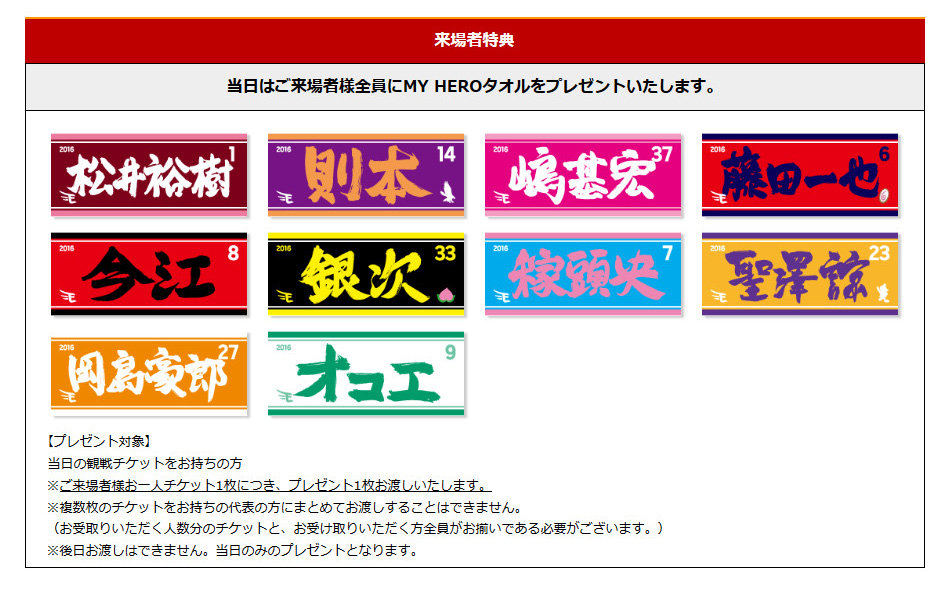 来場者特典
当日はご来場者様全員にMY HEROタオルをプレゼントいたします。
2016 松井裕樹 1 E
2016 則本 14 E
2016 嶋基宏 37 E
2016 藤田一也 6 E
2016 今江 8 E
2016 銀次 33 E
2016 稼頭央 7 E
2016 聖澤諒 23 E
2016 岡島豪郎 27 E
2016 オコエ 9 E
【プレゼント対象】
当日の観戦チケットをお持ちの方
※ご来場者様お一人チケット1枚につき、プレゼント1枚お渡しいたします。
※複数枚のチケットをお持ちの代表の方にまとめてお渡しすることはできません。
（お受取りいただく人数分のチケットと、お受け取りいただく方全員がお揃いである必要がございます。）
※後日お渡しはできません。当日のみのプレゼントとなります。